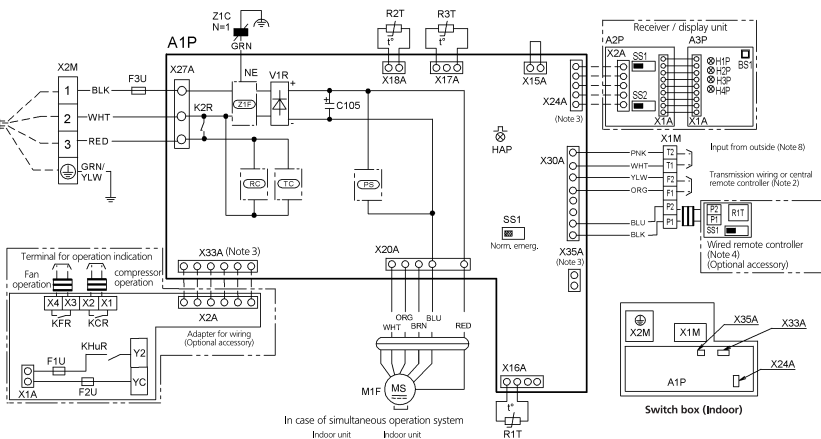 Z1C
N=1
GRN
A1P
R2T
t°
R3T
t°
X18A
X17A
X15A
Receiver / display unit
A2P
A3P
X2A
SS1
SS2
X1A
X1A
H1P
H2P
H3P
H4P
BS1
X24A
(Note 3)
X2M
1
BLK
F3U
2
WHT
3
RED
GRN/
YLW
X27A
K2R
NE
Z1F
V1R
+
-
C105
RC
TC
PS
HAP
SS1
Norm. emerg.
X30A
X35A
(Note 3)
X1M
PNK
T2
WHT
T1
YLW
F2
ORG
F1
P2
BLU
P1
BLK
Input from outside (Note 8)
Transmission wiring or central
remote controller (Note 2)
P2
P1
SS1
R1T
Wired remote controller
(Note 4)
(Optional accessory)
Terminal for operation indication
Fan
operation
compressor
operation
X4
X3
X2
X1
KFR
KCR
X33A (Note 3)
X2A
Adapter for wiring
(Optional accessory)
KHuR
F1U
F2U
Y2
YC
X1A
X20A
WHT
ORG
BRN
BLU
RED
M1F
MS
X16A
t°
R1T
X2M
X1M
X35A
X33A
X24A
A1P
Switch box (Indoor)
In case of simultaneous operation system
Indoor unit
Indoor unit